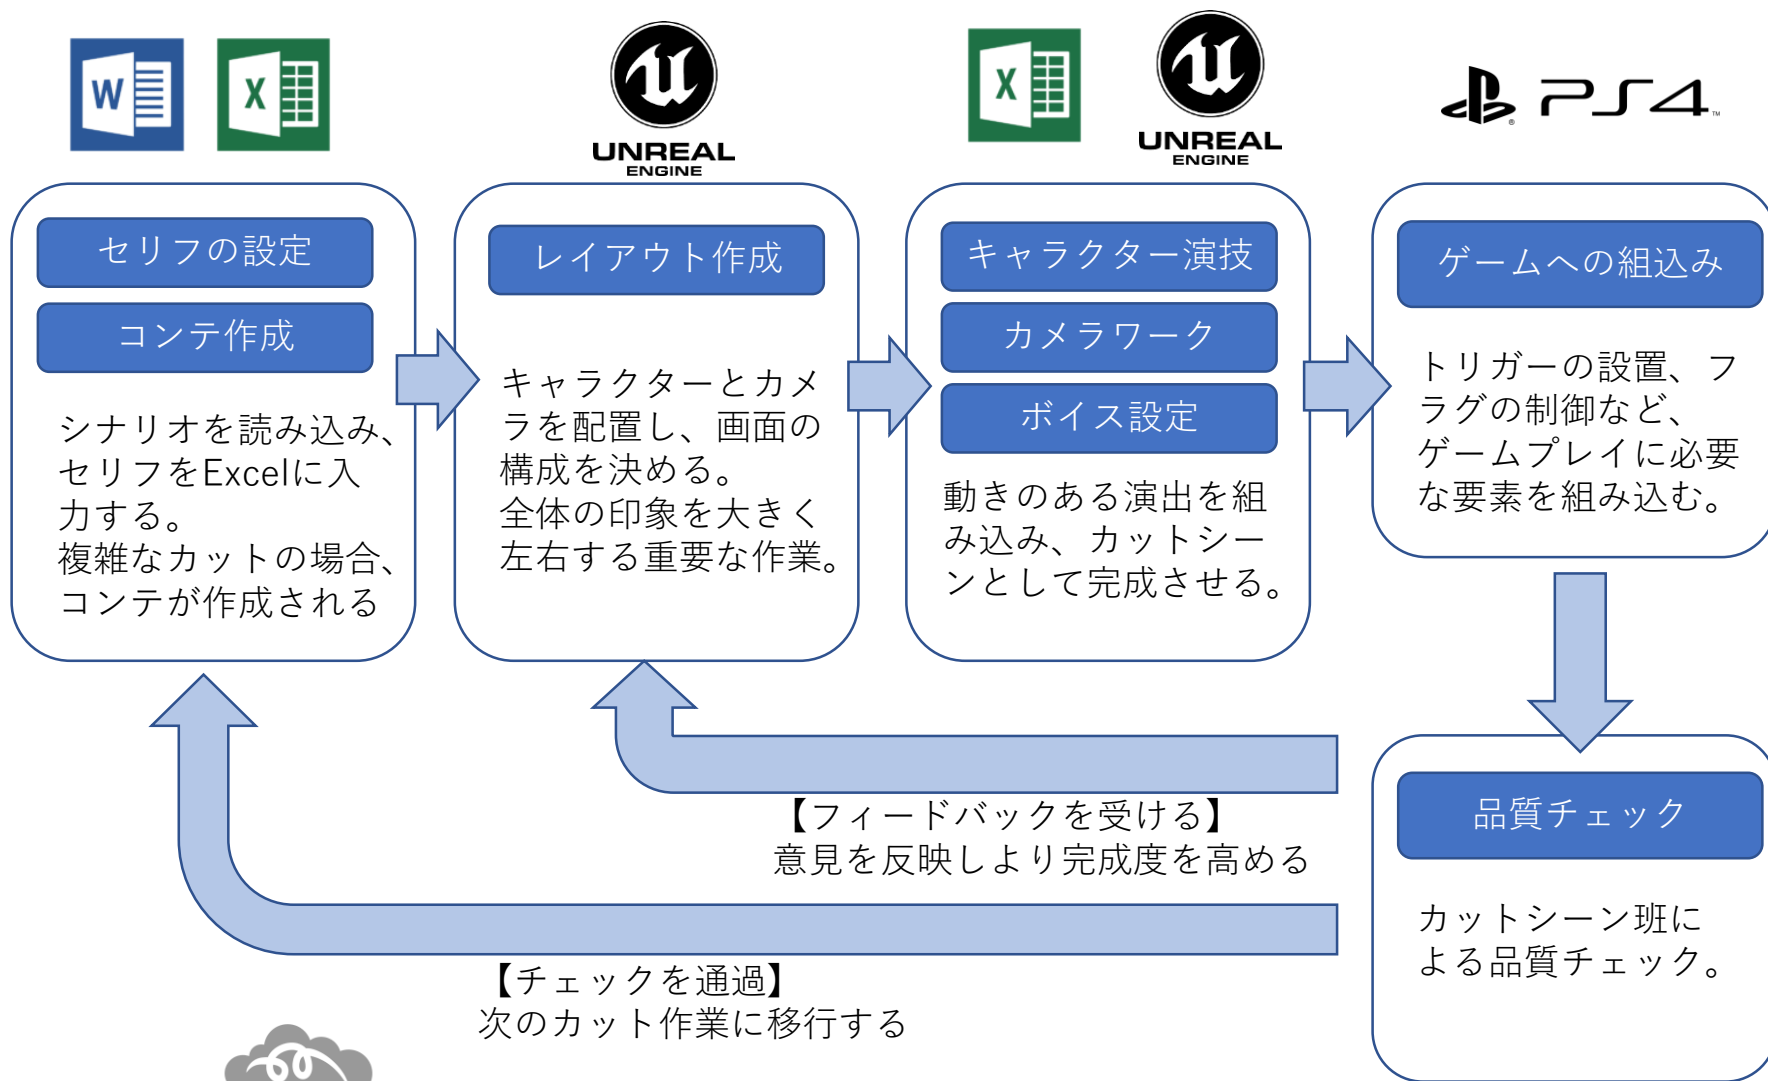 W
X
UNREAL
ENGINE
X
UNREAL
ENGINE
PS4
セリフの設定
コンテ作成
シナリオを読み込み、
セリフをExcelに入
力する。
複雑なカットの場合、
コンテが作成される
レイアウト作成
キャラクターとカメ
ラを配置し、画面の
構成を決める。
全体の印象を大きく
左右する重要な作業。
キャラクター演技
カメラワーク
ボイス設定
動きのある演出を組
み込み、カットシー
ンとして完成させる。
ゲームへの組込み
トリガーの設置、フ
ラグの制御など、
ゲームプレイに必要
な要素を組み込む。
品質チェック
カットシーン班に
よる品質チェック。
【フィードバックを受ける】
意見を反映しより完成度を高める
【チェックを通過】
次のカット作業に移行する